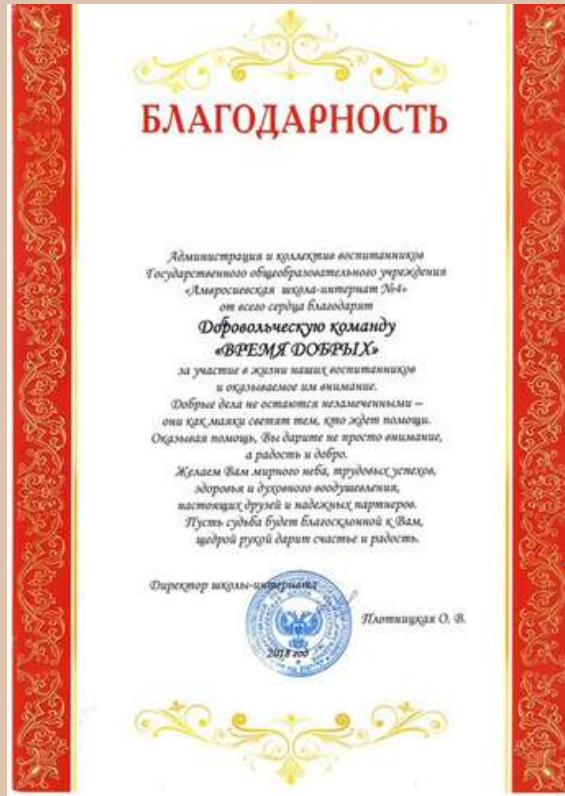 БЛАГОДАРНОСТЬ
Администрация и коллектив воспитанников
Государственного общеобразовательного учреждения
«Амвросиевская школа-интернат №4»
от всего сердца благодарят
Добровольческую команду
«ВРЕМЯ ДОБРЫХ»
за участие в жизни наших воспитанников
и оказываемое им внимание.
Добрые дела не остаются незамеченными –
они как маяки светят тем, кто ждет помощи.
Оказывая помощь, Вы дарите не просто внимание,
а радость и добро.
Желаем Вам мирного неба, трудовых успехов,
здоровья и духовного воодушевления,
настоящих друзей и надежных партнеров.
Пусть судьба будет благосклонной к Вам,
щедрой рукой дарит счастье и радость.
Директор школы-интерната
Плотницкая О. В.
2018 год